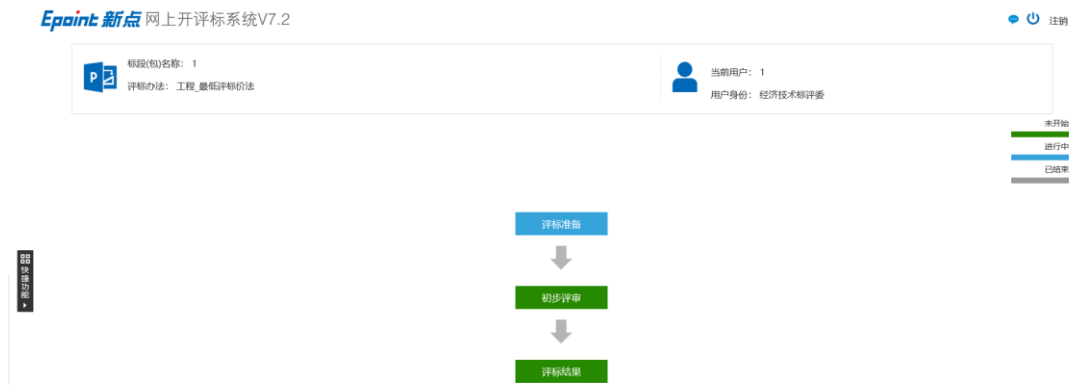 Epoint 新点 网上开评标系统V7.2
注销
标段(包)名称： 1
评标办法： 工程_最低评标价法
当前用户： 1
用户身份： 经济技术标评委
未开始
进行中
已结束
评标准备
快捷功能
初步评审
评标结果